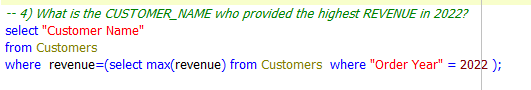 -- 4) What is the CUSTOMER_NAME who provided the highest REVENUE in 2022?
select "Customer Name"
from Customers
where  revenue=(select max(revenue) from Customers  where "Order Year" = 2022 );